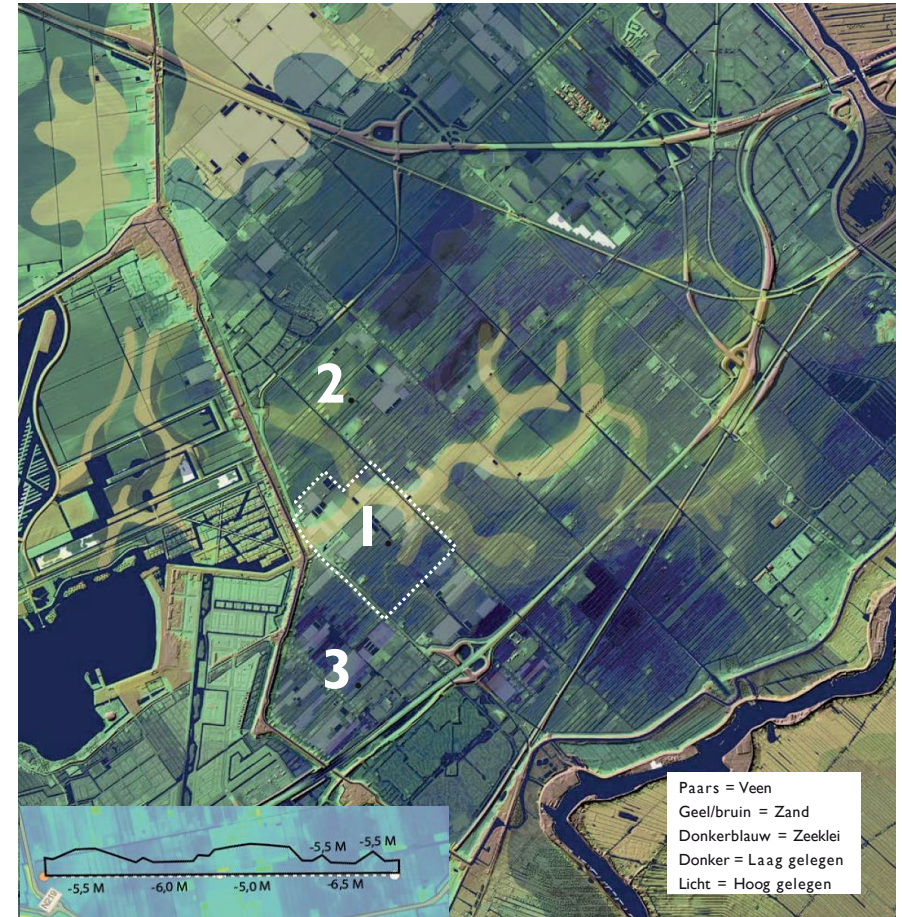 2
1
3
Paars = Veen
Geel/bruin = Zand
Donkerblauw = Zeeklei
Donker = Laag gelegen
Licht = Hoog gelegen
-5,5 M -5,5 M
-5,5 M -6,0 M -5,0 M -6,5 M
N219